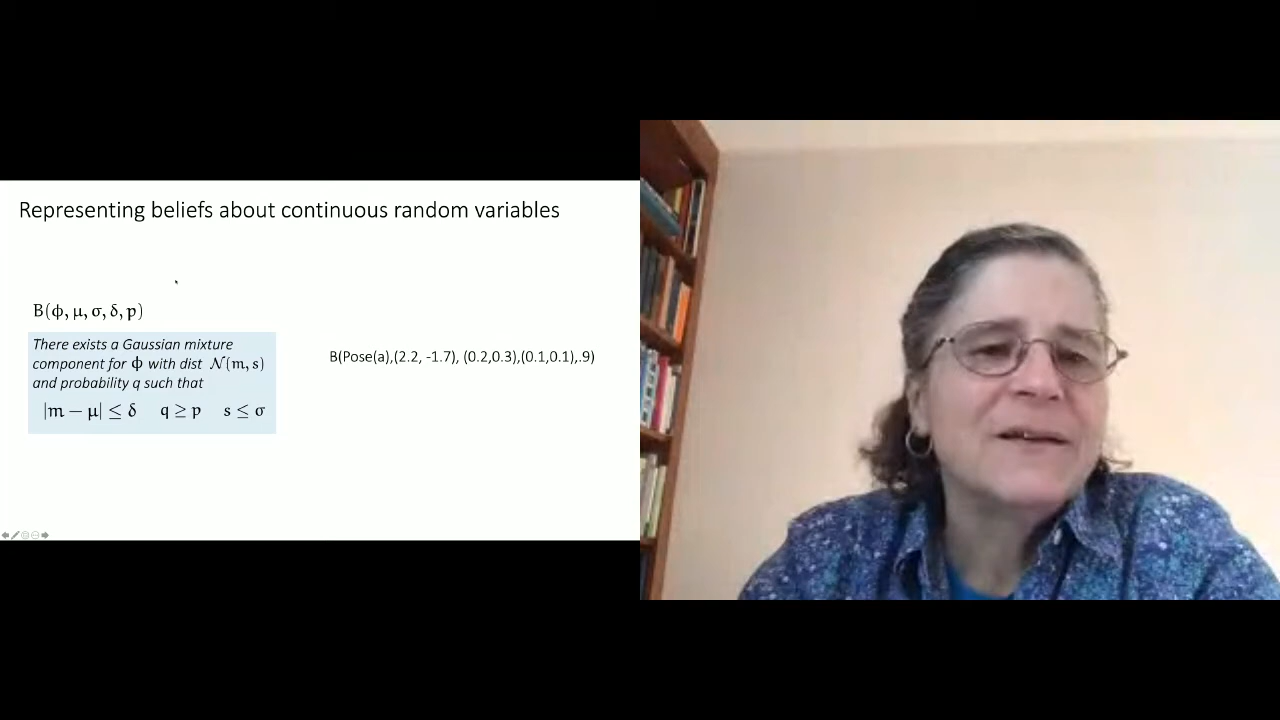 Representing beliefs about continuous random variables
B(ϕ, μ, σ, δ, p)
There exists a Gaussian mixture
component for ϕ with dist 𝒩(m, s)
and probability q such that
|m − μ| ≤ δ q ≥ p s ≤ σ
B(Pose(a),(2.2, -1.7), (0.2,0.3),(0.1,0.1),.9)